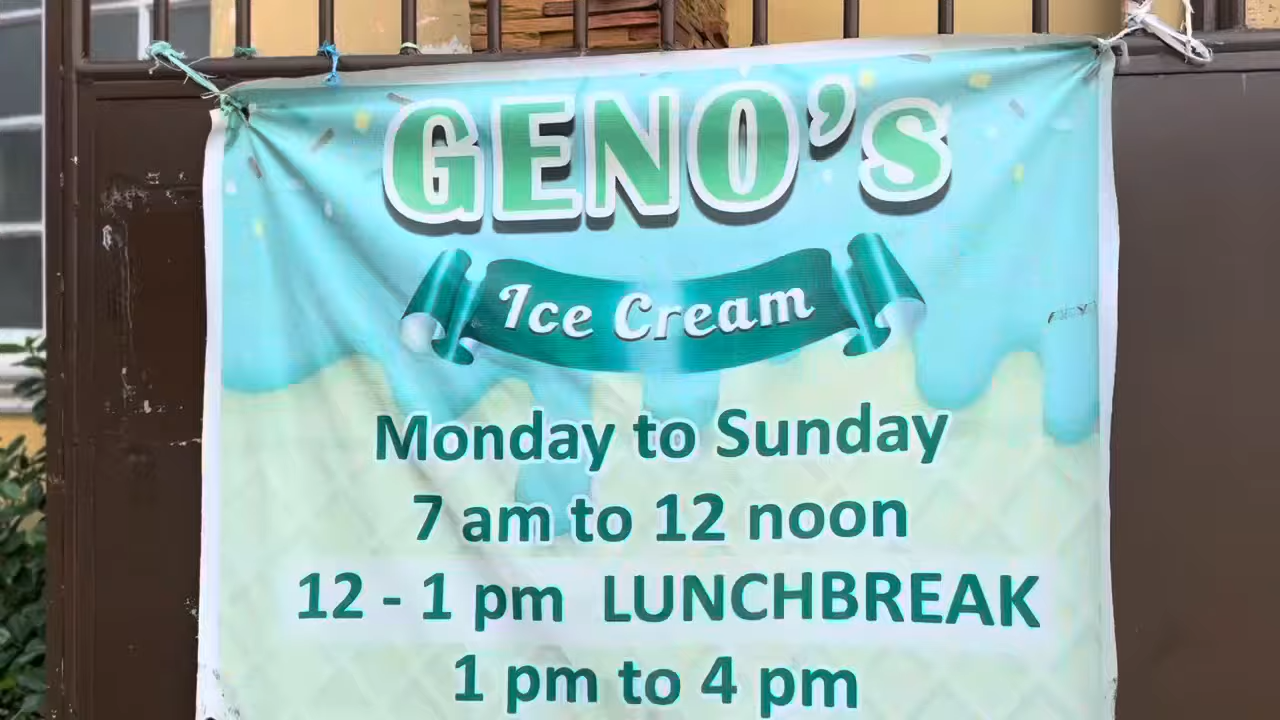 GENO's
Ice Cream
Monday to Sunday
7 am to 12 noon
12 - 1 pm LUNCHBREAK
1 pm to 4 pm